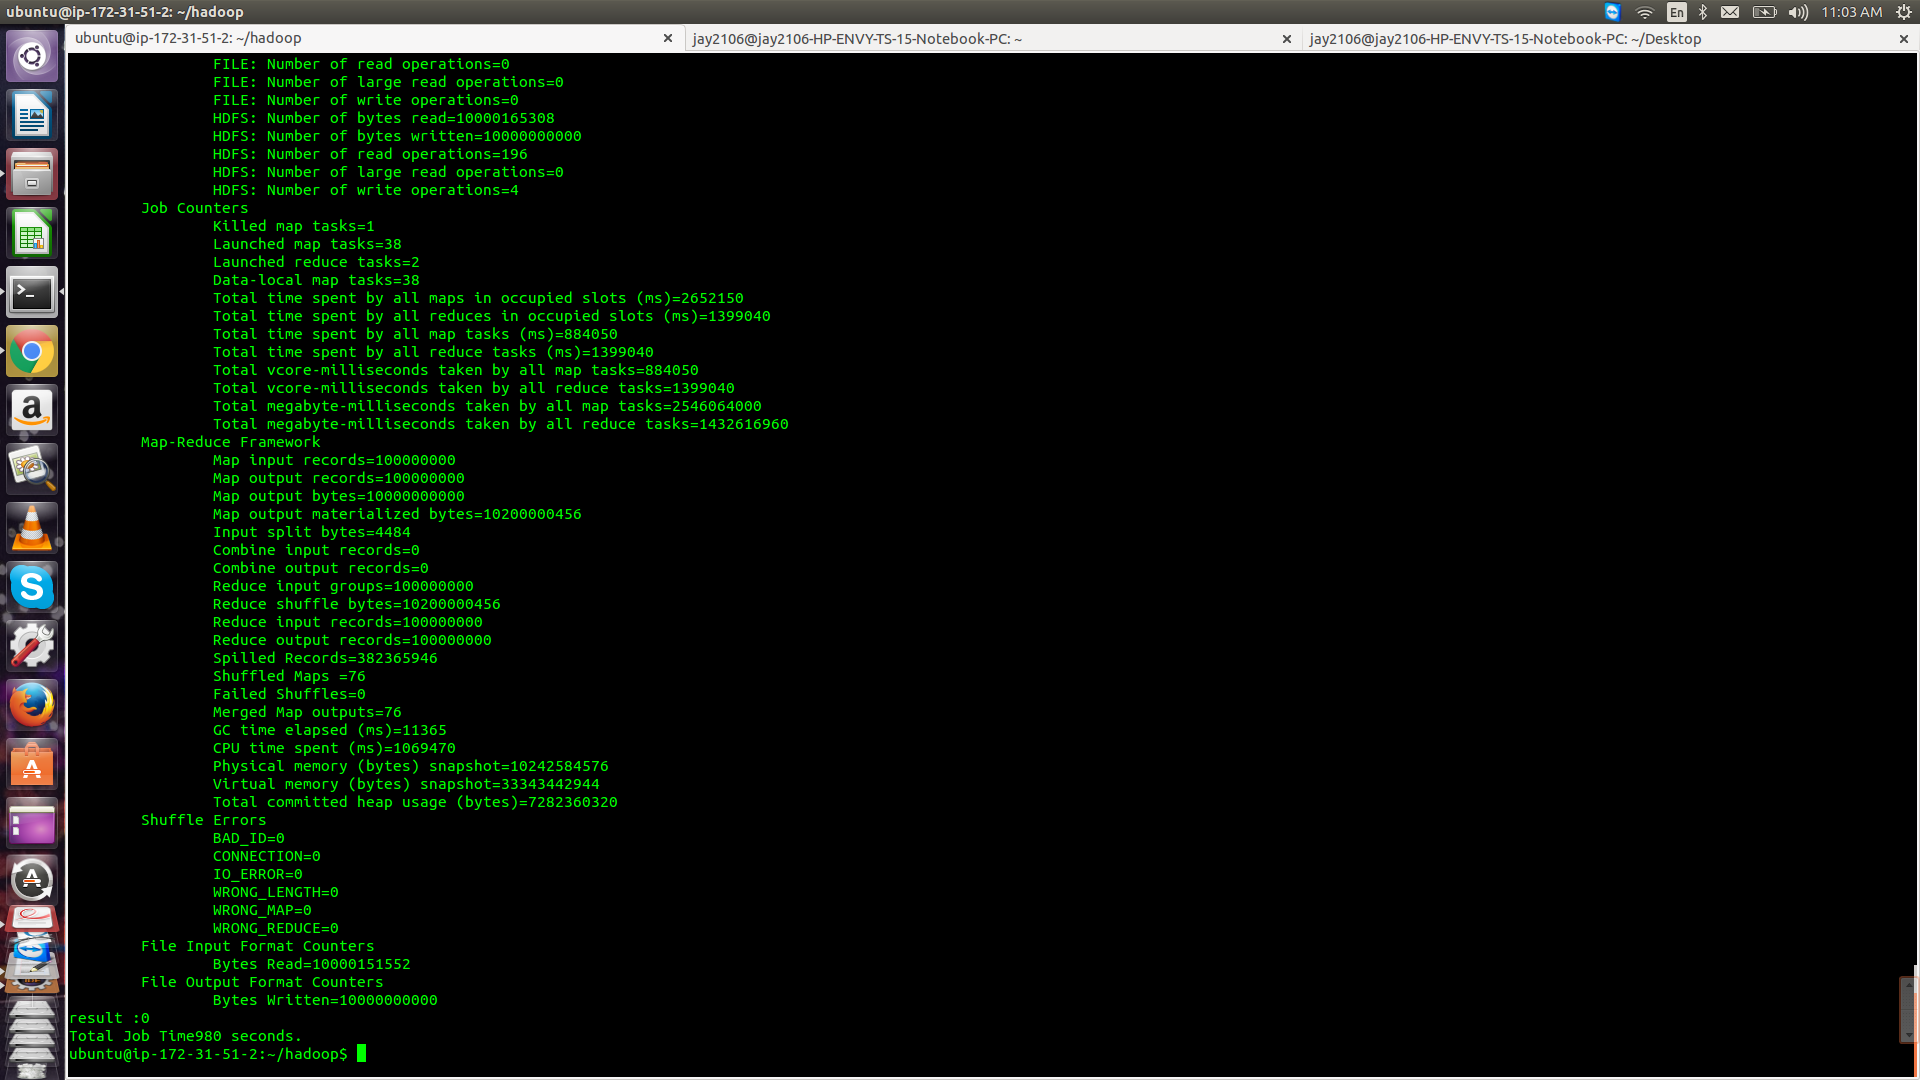 ubuntu@ip-172-31-51-2: ~/hadoop
En
11:03 AM
ubuntu@ip-172-31-51-2: ~/hadoop
jay2106@jay2106-HP-ENVY-TS-15-Notebook-PC: ~
jay2106@jay2106-HP-ENVY-TS-15-Notebook-PC: ~/Desktop
FILE: Number of read operations=0
FILE: Number of large read operations=0
FILE: Number of write operations=0
HDFS: Number of bytes read=10000165308
HDFS: Number of bytes written=10000000000
HDFS: Number of read operations=196
HDFS: Number of large read operations=0
HDFS: Number of write operations=4
Job Counters
Killed map tasks=1
Launched map tasks=38
Launched reduce tasks=2
Data-local map tasks=38
Total time spent by all maps in occupied slots (ms)=2652150
Total time spent by all reduces in occupied slots (ms)=1399040
Total time spent by all map tasks (ms)=884050
Total time spent by all reduce tasks (ms)=1399040
Total vcore-milliseconds taken by all map tasks=884050
Total vcore-milliseconds taken by all reduce tasks=1399040
Total megabyte-milliseconds taken by all map tasks=2546064000
Total megabyte-milliseconds taken by all reduce tasks=1432616960
Map-Reduce Framework
Map input records=100000000
Map output records=100000000
Map output bytes=10000000000
Map output materialized bytes=10200000456
Input split bytes=4484
Combine input records=0
Combine output records=0
Reduce input groups=100000000
Reduce shuffle bytes=10200000456
Reduce input records=100000000
Reduce output records=100000000
Spilled Records=382365946
Shuffled Maps =76
Failed Shuffles=0
Merged Map outputs=76
GC time elapsed (ms)=11365
CPU time spent (ms)=1069470
Physical memory (bytes) snapshot=10242584576
Virtual memory (bytes) snapshot=33343442944
Total committed heap usage (bytes)=7282360320
Shuffle Errors
BAD_ID=0
CONNECTION=0
IO_ERROR=0
WRONG_LENGTH=0
WRONG_MAP=0
WRONG_REDUCE=0
File Input Format Counters
Bytes Read=10000151552
File Output Format Counters
Bytes Written=10000000000
result :0
Total Job Time980 seconds.
ubuntu@ip-172-31-51-2:~/hadoop$